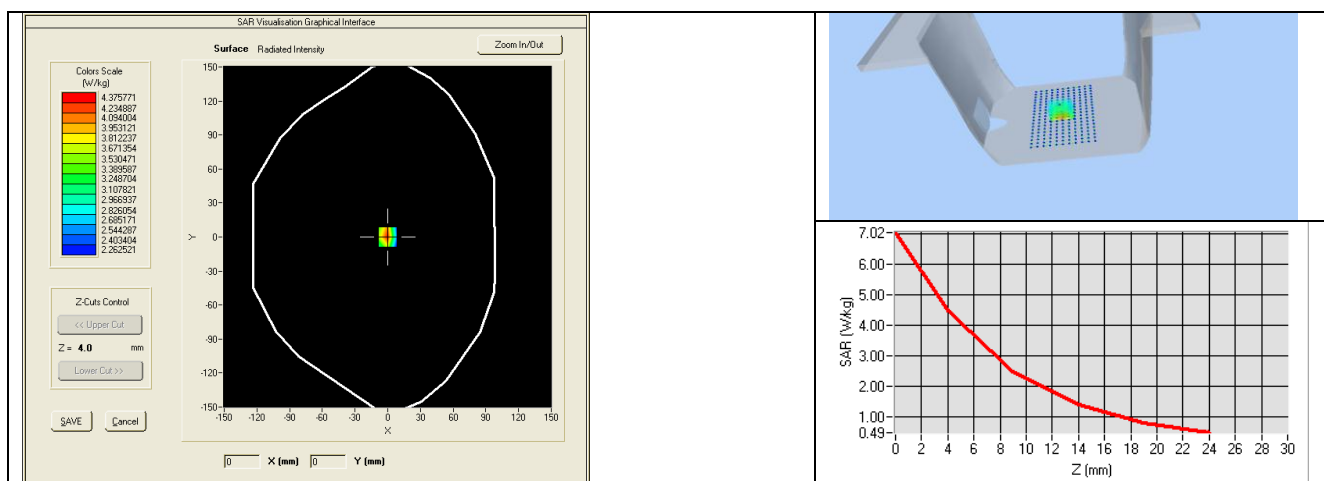 SAR Visualisation Graphical Interface
Surface Radiated Intensity
Zoom In/Out
Colors Scale
(W/kg)
4.375771
4.234887
4.094004
3.953121
3.812237
3.671354
3.530471
3.389587
3.248704
3.107821
2.966937
2.826054
2.685171
2.544287
2.403404
2.262521
Z-Cuts Control
<< Upper Cut
Z = 4.0 mm
Lower Cut >>
SAVE Cancel
150
120
90
60
30
0
-30
-60
-90
-120
-150
Y
-150 -120 -90 -60 -30 0 30 60 90 120 150
X
0 X (mm) 0 Y (mm)
7.02
6.00
5.00
4.00
3.00
2.00
1.00
0.49
SAR (W/kg)
0 2 4 6 8 10 12 14 16 18 20 22 24 26 28 30
Z (mm)